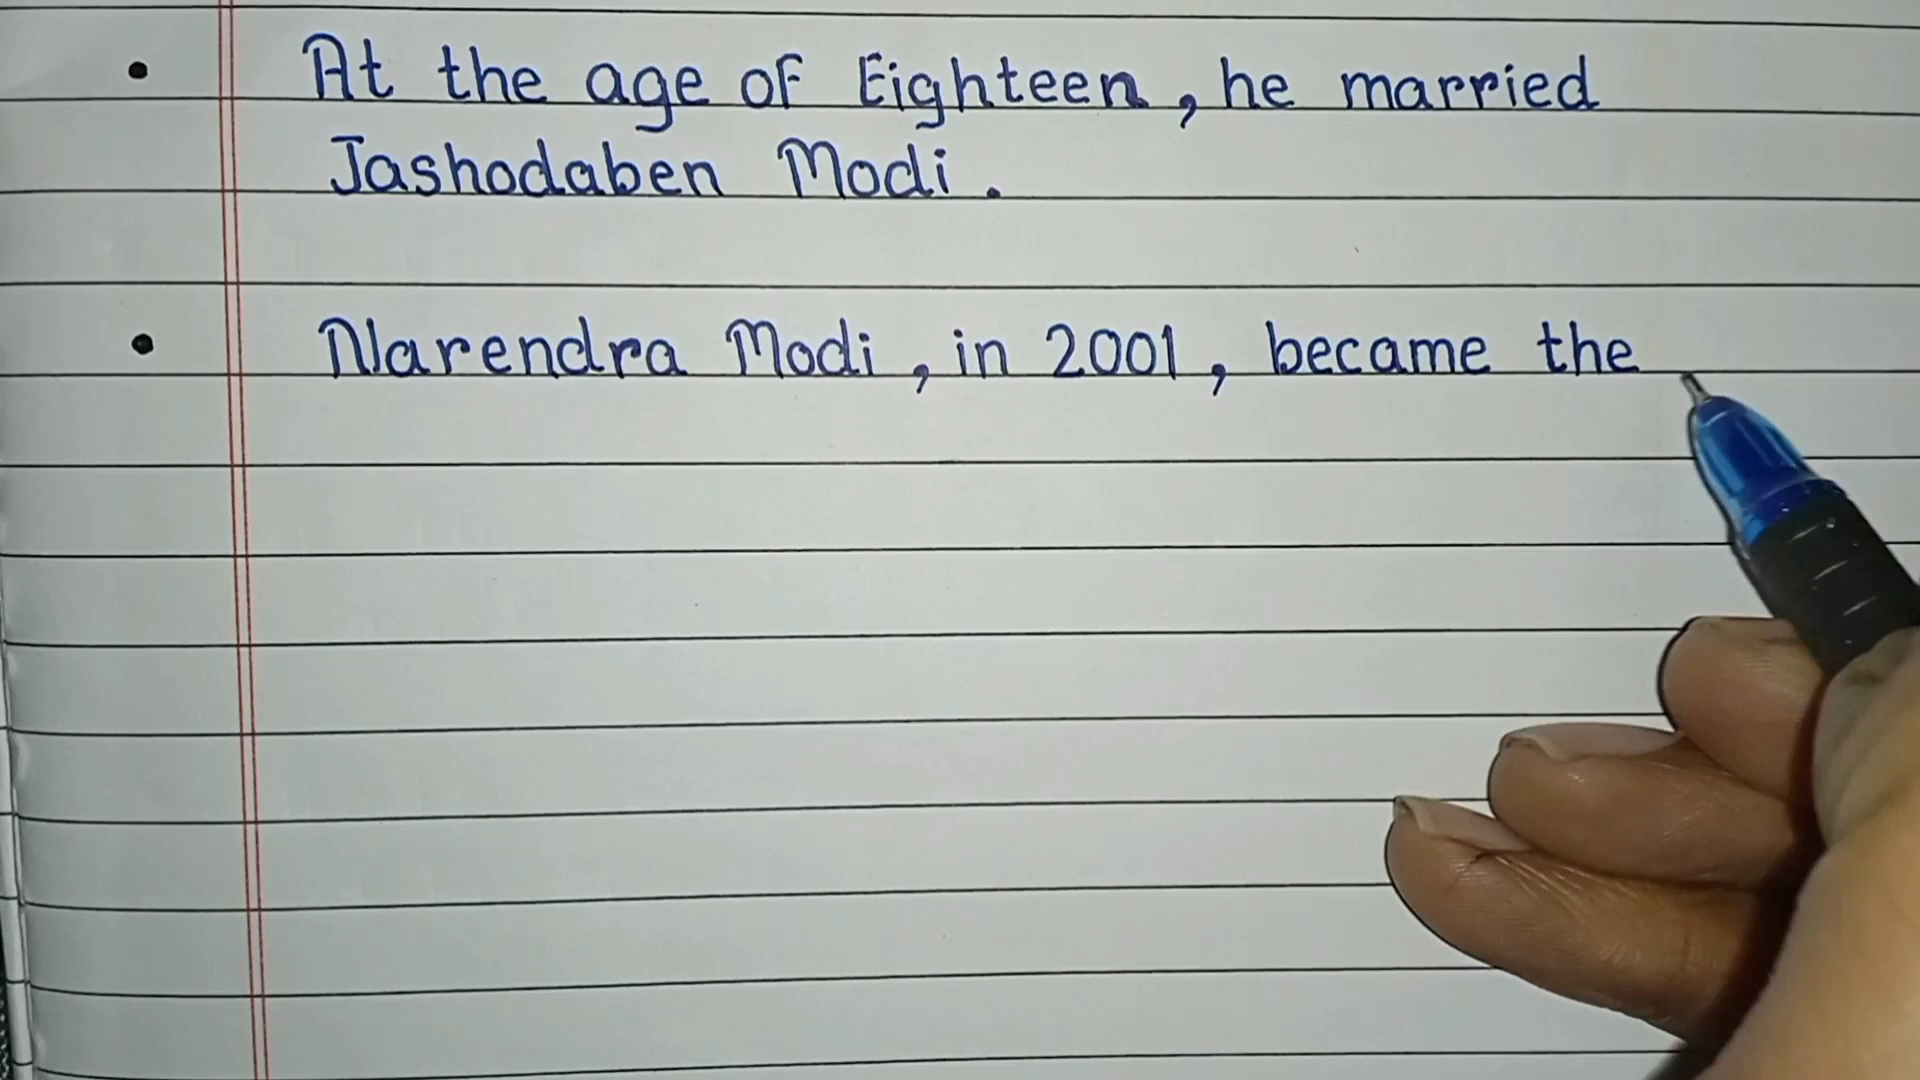 • At the age of Eighteen, he married
Jashodaben Modi.
• Narendra Modi, in 2001, became the